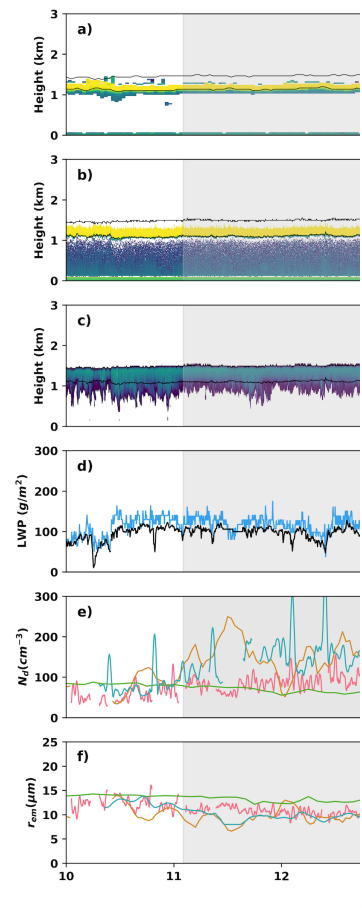 a)
Height (km)
3
2
1
0
b)
Height (km)
3
2
1
0
c)
Height (km)
3
2
1
0
d)
LWP (g/m²)
300
200
100
0
e)
N_d(cm⁻³)
300
200
100
0
f)
r_em(μm)
25
20
15
10
5
0
10
11
12